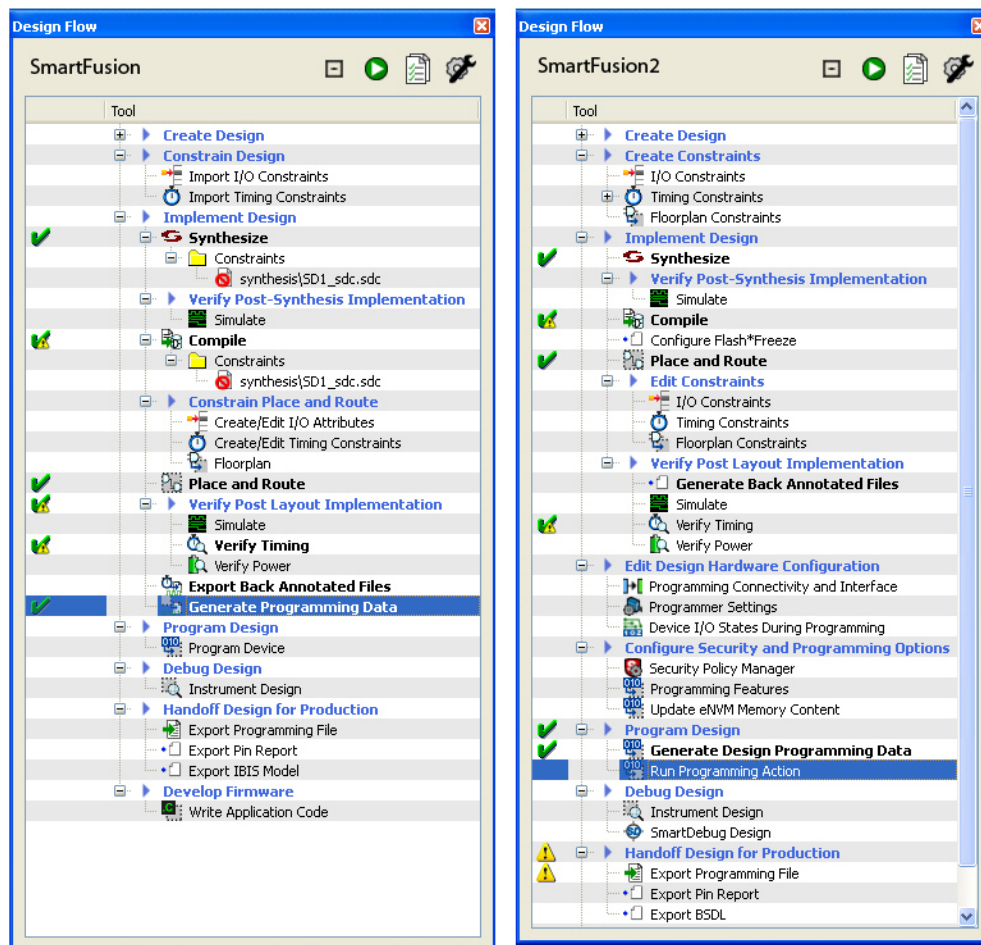 Design Flow
SmartFusion
Tool
Create Design
Constrain Design
Import I/O Constraints
Import Timing Constraints
Implement Design
Synthesize
Constraints
synthesis\SD1_sdc.sdc
Verify Post-Synthesis Implementation
Simulate
Compile
Constraints
synthesis\SD1_sdc.sdc
Constrain Place and Route
Create/Edit I/O Attributes
Create/Edit Timing Constraints
Floorplan
Place and Route
Verify Post Layout Implementation
Simulate
Verify Timing
Verify Power
Export Back Annotated Files
Generate Programming Data
Program Design
Program Device
Debug Design
Instrument Design
Handoff Design for Production
Export Programming File
Export Pin Report
Export IBIS Model
Develop Firmware
Write Application Code
Design Flow
SmartFusion2
Tool
Create Design
Create Constraints
I/O Constraints
Timing Constraints
Floorplan Constraints
Implement Design
Synthesize
Verify Post-Synthesis Implementation
Simulate
Compile
Configure Flash*Freeze
Place and Route
Edit Constraints
I/O Constraints
Timing Constraints
Floorplan Constraints
Verify Post Layout Implementation
Generate Back Annotated Files
Simulate
Verify Timing
Verify Power
Edit Design Hardware Configuration
Programming Connectivity and Interface
Programmer Settings
Device I/O States During Programming
Configure Security and Programming Options
Security Policy Manager
Programming Features
Update eNVM Memory Content
Program Design
Generate Design Programming Data
Run Programming Action
Debug Design
Instrument Design
SmartDebug Design
Handoff Design for Production
Export Programming File
Export Pin Report
Export BSDL